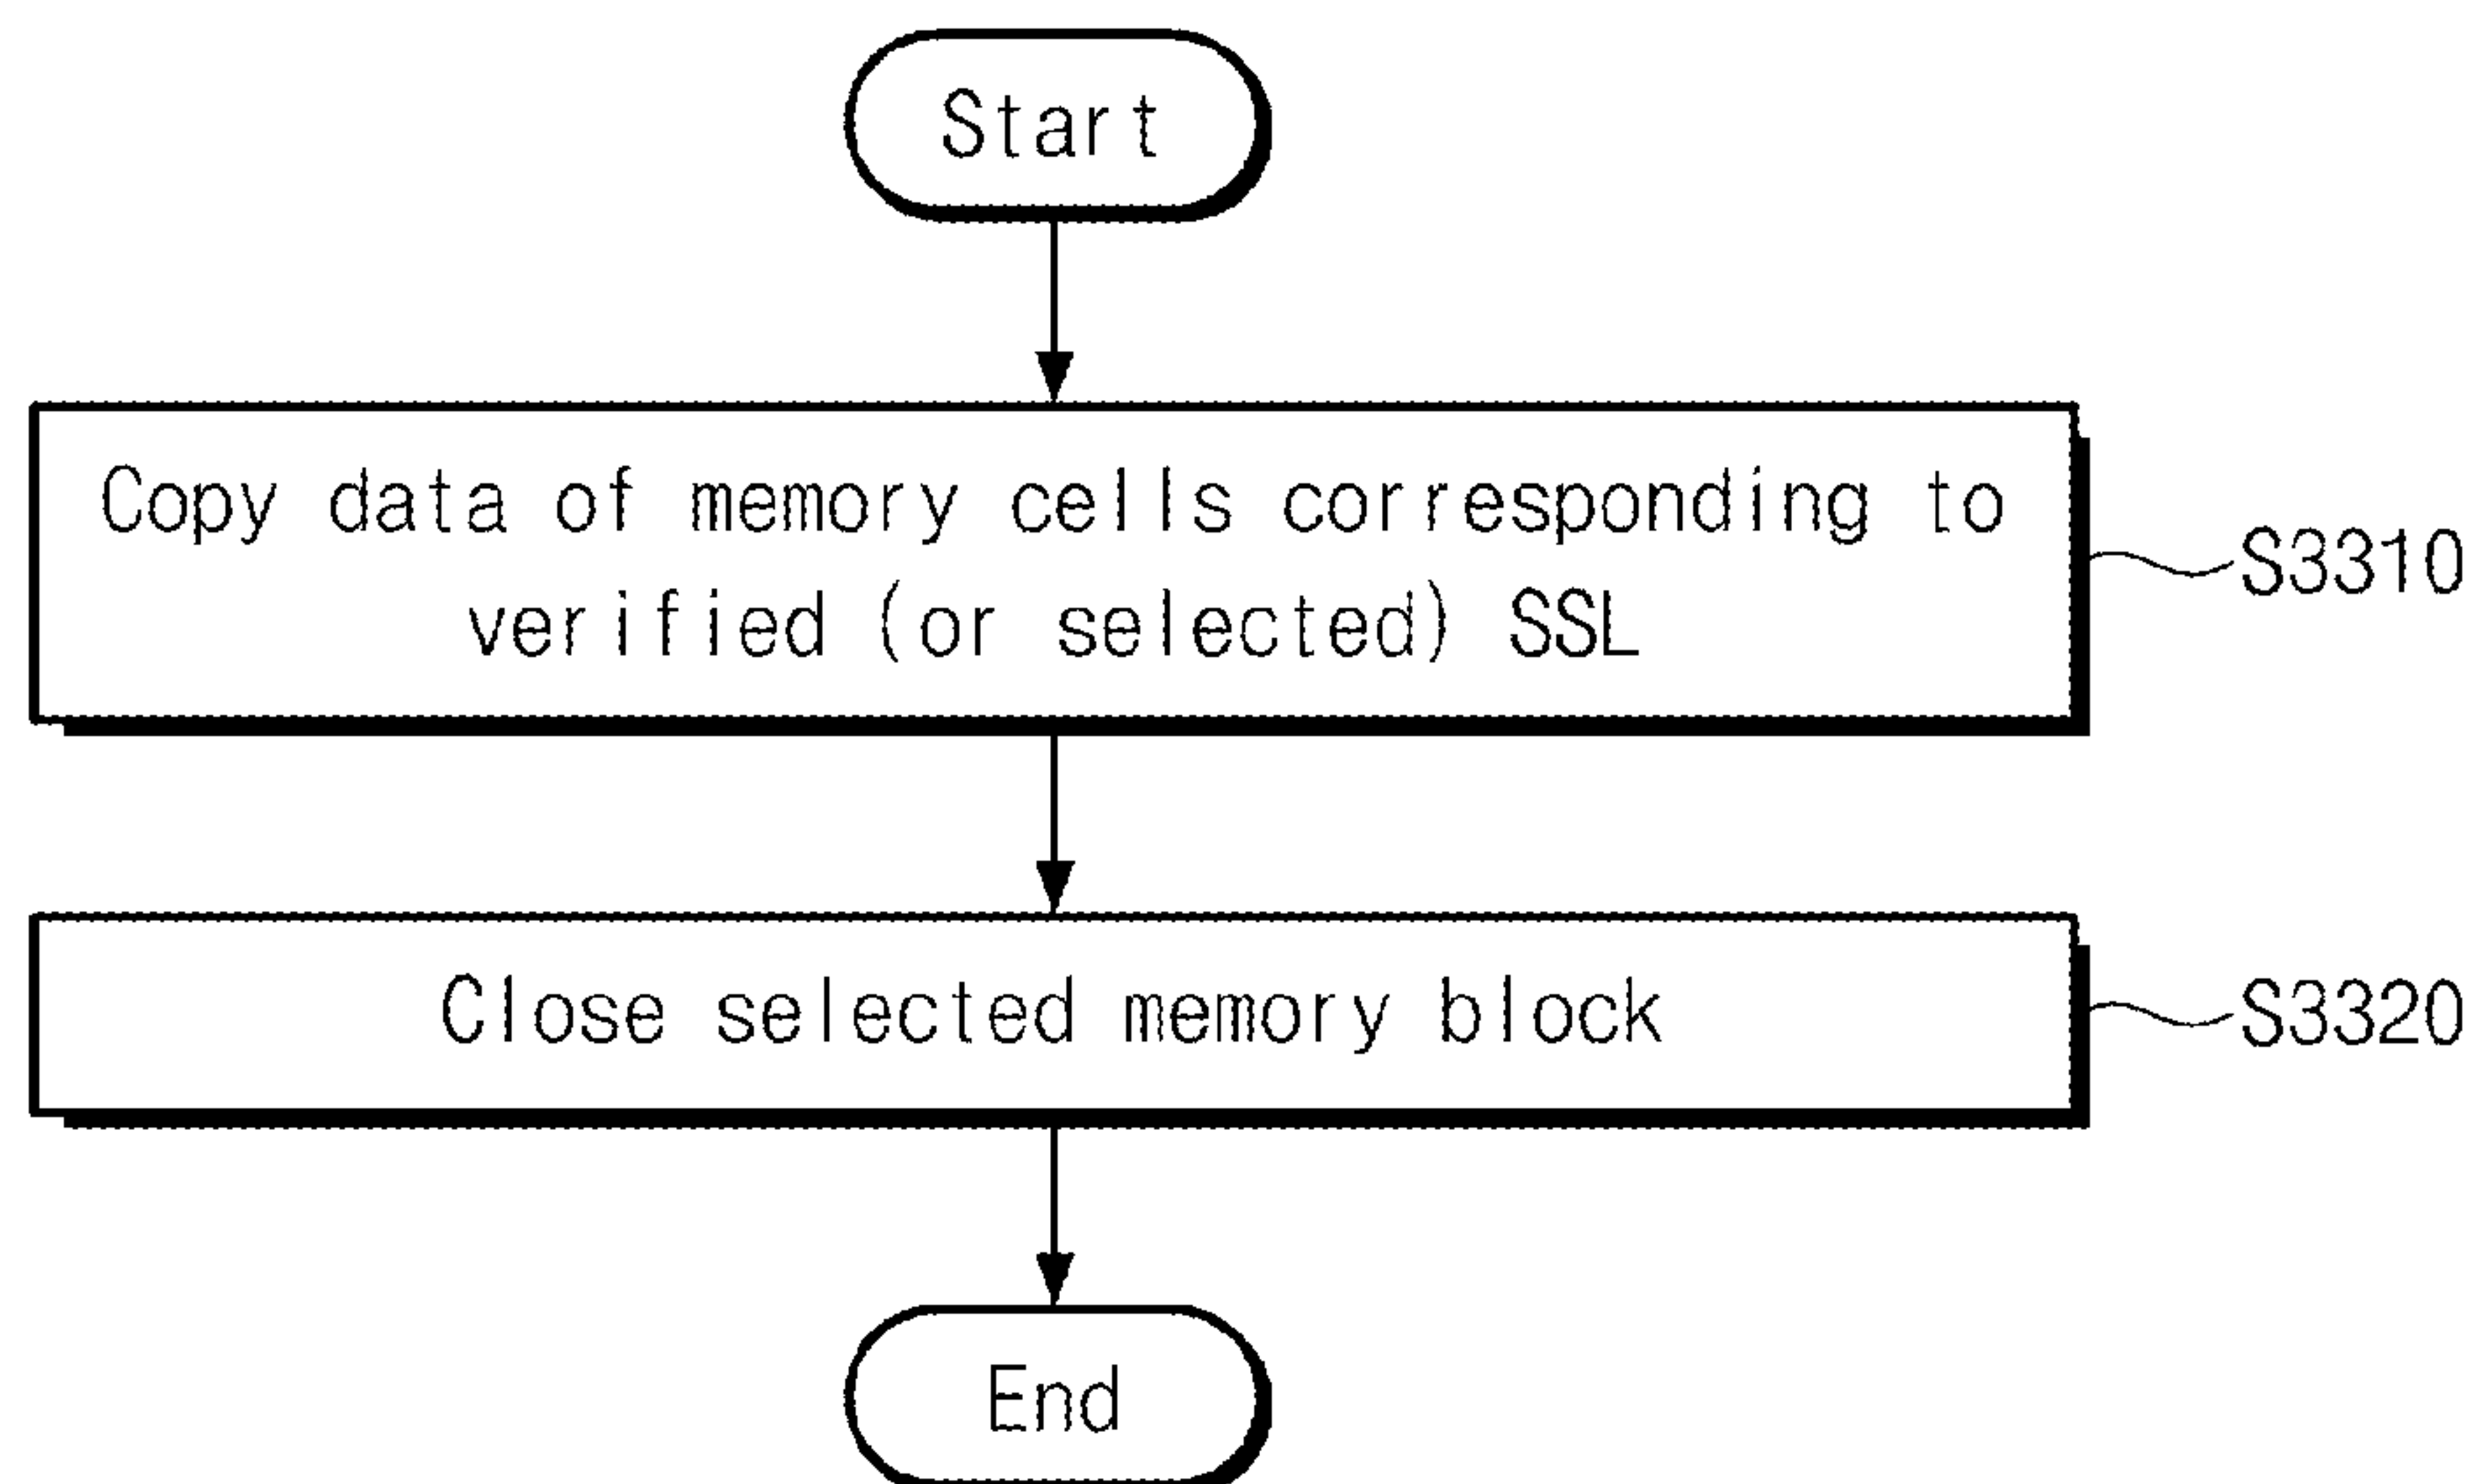 Start
Copy data of memory cells corresponding to
verified (or selected) SSL
S3310
Close selected memory block
S3320
End